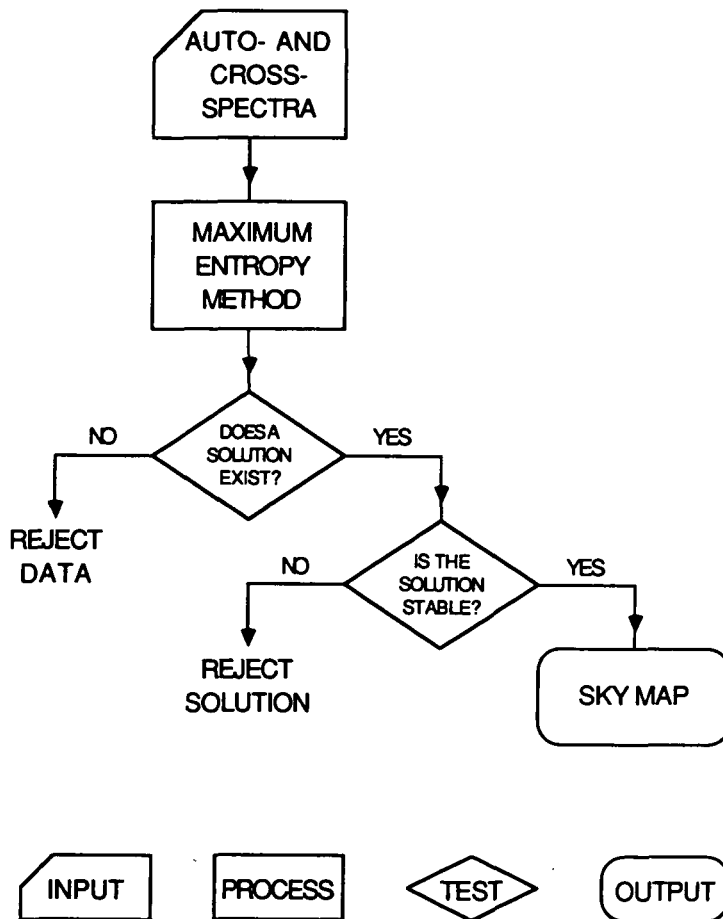 AUTO- AND
CROSS-
SPECTRA
MAXIMUM
ENTROPY
METHOD
NO
DOES A
SOLUTION
EXIST?
YES
REJECT
DATA
NO
IS THE
SOLUTION
STABLE?
YES
REJECT
SOLUTION
SKY MAP
INPUT
PROCESS
TEST
OUTPUT